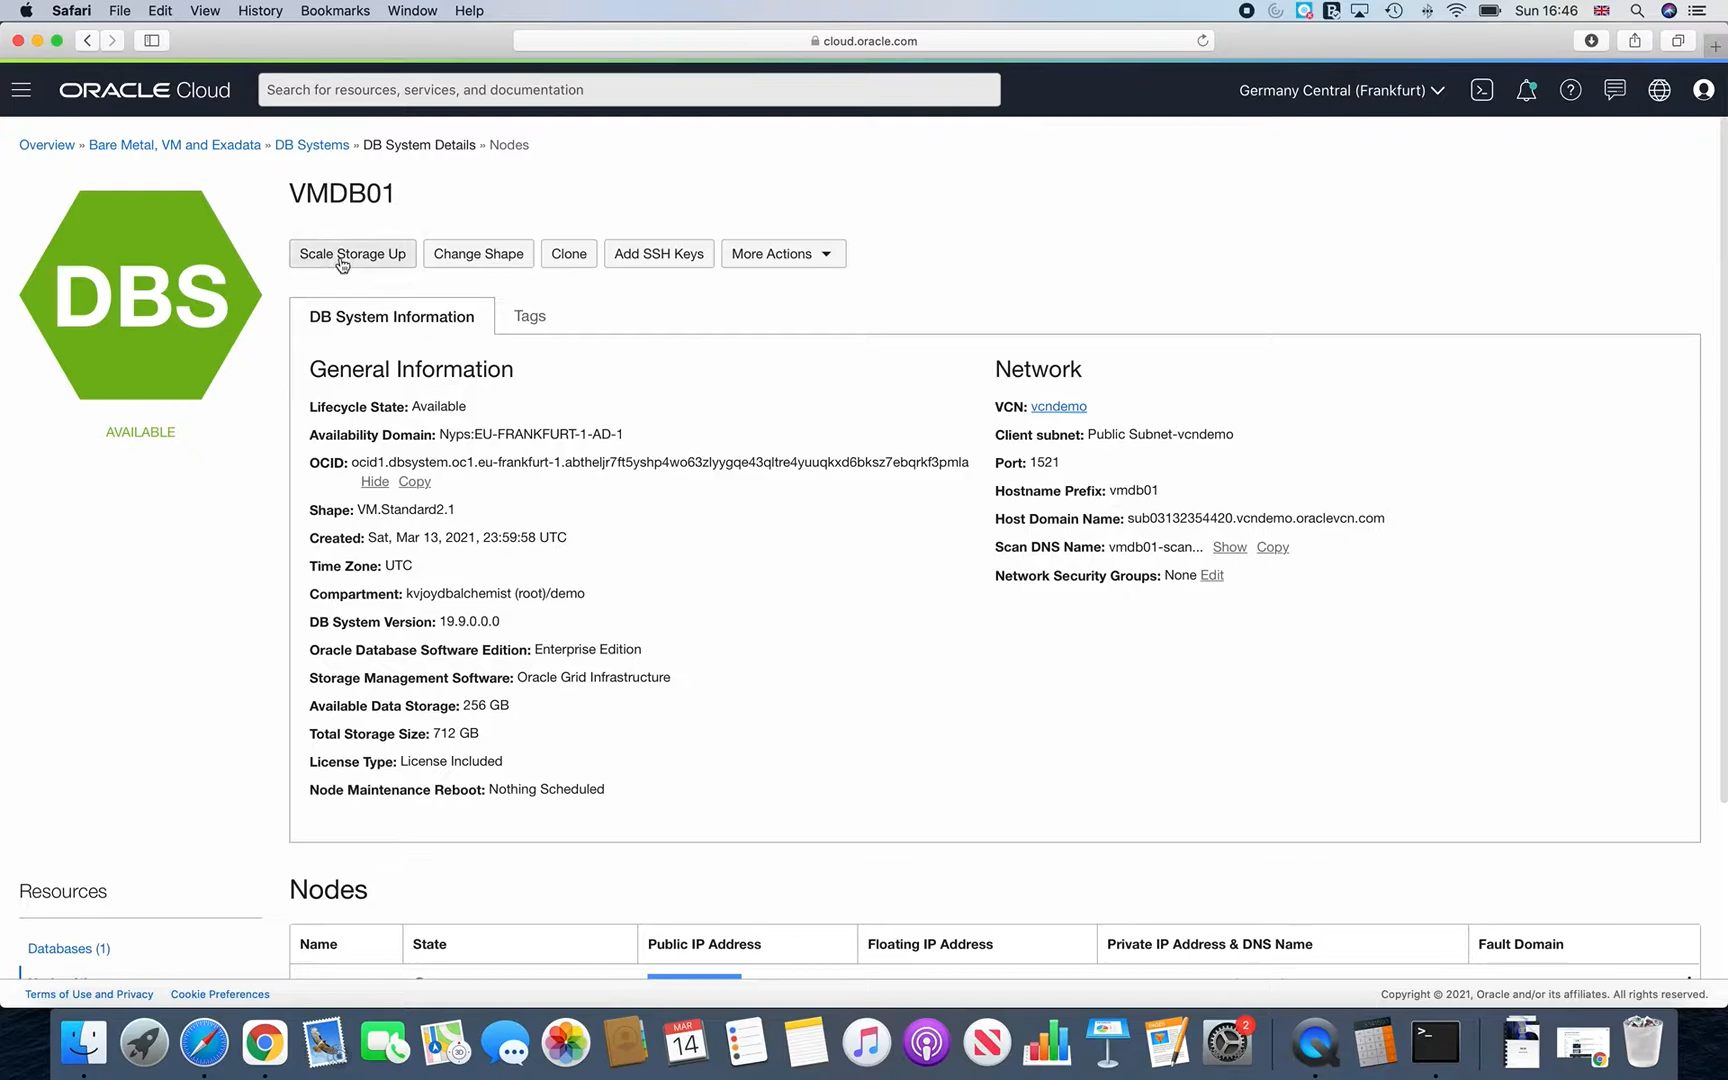 Safari File Edit View History Bookmarks Window Help Sun 16:46
cloud.oracle.com
ORACLE Cloud Search for resources, services, and documentation Germany Central (Frankfurt)
Overview » Bare Metal, VM and Exadata » DB Systems » DB System Details » Nodes
DBS
AVAILABLE
VMDB01
Scale Storage Up Change Shape Clone Add SSH Keys More Actions
DB System Information Tags
General Information
Lifecycle State: Available
Availability Domain: Nyps:EU-FRANKFURT-1-AD-1
OCID: ocid1.dbsystem.oc1.eu-frankfurt-1.abtheljr7ft5yshp4wo63zlyygqe43qltre4yuuqkxd6bksz7ebqrkf3pmla
Hide Copy
Shape: VM.Standard2.1
Created: Sat, Mar 13, 2021, 23:59:58 UTC
Time Zone: UTC
Compartment: kvjoydbalchemist (root)/demo
DB System Version: 19.9.0.0.0
Oracle Database Software Edition: Enterprise Edition
Storage Management Software: Oracle Grid Infrastructure
Available Data Storage: 256 GB
Total Storage Size: 712 GB
License Type: License Included
Node Maintenance Reboot: Nothing Scheduled
Network
VCN: vcndemo
Client subnet: Public Subnet-vcndemo
Port: 1521
Hostname Prefix: vmdb01
Host Domain Name: sub03132354420.vcndemo.oraclevcn.com
Scan DNS Name: vmdb01-scan... Show Copy
Network Security Groups: None Edit
Resources
Databases (1)
Nodes
Name State Public IP Address Floating IP Address Private IP Address & DNS Name Fault Domain
Terms of Use and Privacy Cookie Preferences Copyright © 2021, Oracle and/or its affiliates. All rights reserved.
MAR
14
2